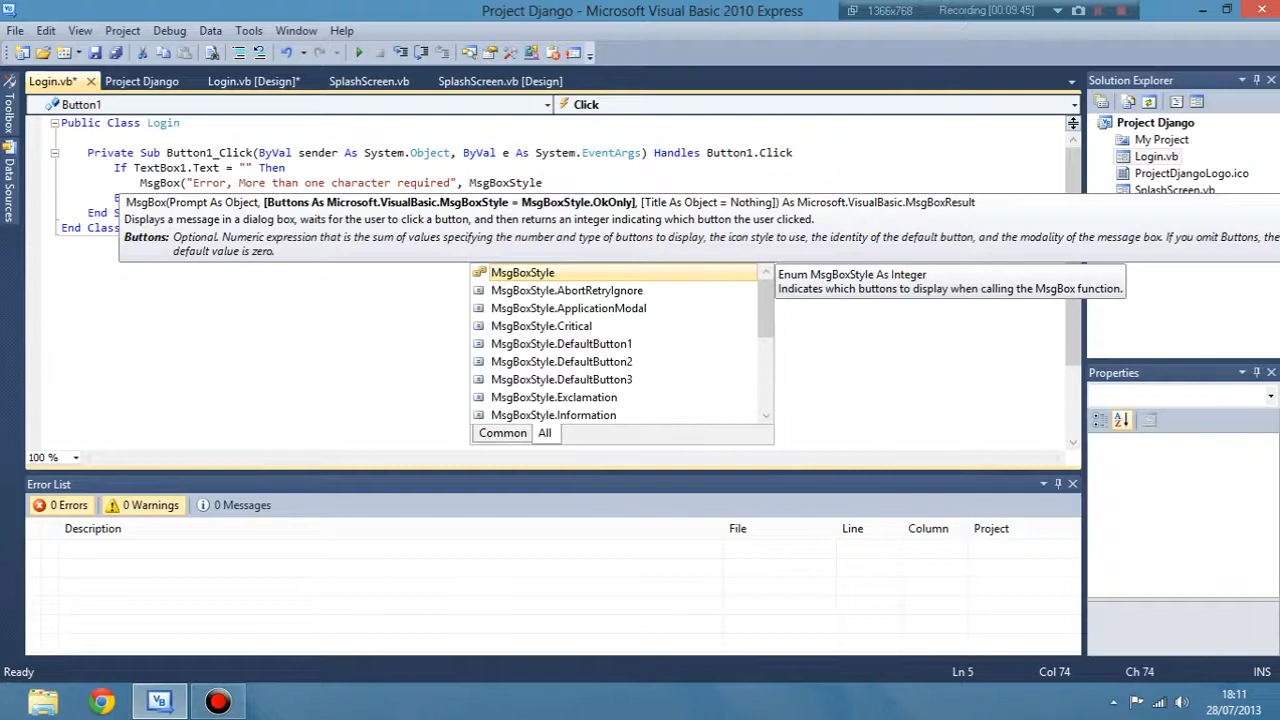 Project Django - Microsoft Visual Basic 2010 Express
1366x768
Recording [00:09:45]
File Edit View Project Debug Data Tools Window Help
Login.vb* Project Django Login.vb [Design]* SplashScreen.vb SplashScreen.vb [Design]
Button1
Click
Public Class Login
Private Sub Button1_Click(ByVal sender As System.Object, ByVal e As System.EventArgs) Handles Button1.Click
If TextBox1.Text = "" Then
MsgBox("Error, More than one character required", MsgBoxStyle
MsgBox(Prompt As Object, [Buttons As Microsoft.VisualBasic.MsgBoxStyle = MsgBoxStyle.OkOnly], [Title As Object = Nothing]) As Microsoft.VisualBasic.MsgBoxResult
Displays a message in a dialog box, waits for the user to click a button, and then returns an integer indicating which button the user clicked.
Buttons: Optional. Numeric expression that is the sum of values specifying the number and type of buttons to display, the icon style to use, the identity of the default button, and the modality of the message box. If you omit Buttons, the
default value is zero.
E
End S
End Class
MsgBoxStyle
MsgBoxStyle.AbortRetryIgnore
MsgBoxStyle.ApplicationModal
MsgBoxStyle.Critical
MsgBoxStyle.DefaultButton1
MsgBoxStyle.DefaultButton2
MsgBoxStyle.DefaultButton3
MsgBoxStyle.Exclamation
MsgBoxStyle.Information
Common All
Enum MsgBoxStyle As Integer
Indicates which buttons to display when calling the MsgBox function.
100 %
Toolbox
Data Sources
Solution Explorer
Project Django
My Project
Login.vb
ProjectDjangoLogo.ico
SplashScreen.vb
Properties
Error List
0 Errors 0 Warnings 0 Messages
Description File Line Column Project
Ready Ln 5 Col 74 Ch 74 INS
18:11
28/07/2013